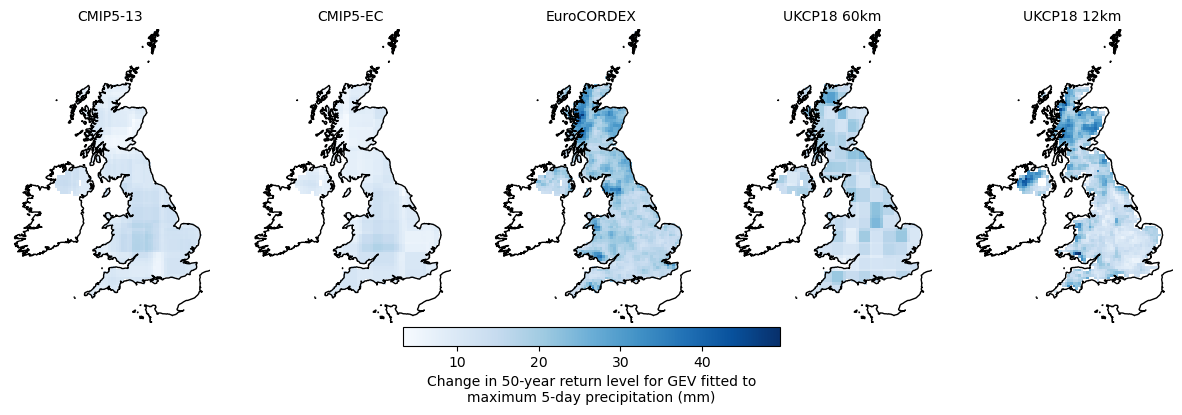 CMIP5-13
CMIP5-EC
EuroCORDEX
UKCP18 60km
UKCP18 12km
10
20
30
40
Change in 50-year return level for GEV fitted to
maximum 5-day precipitation (mm)